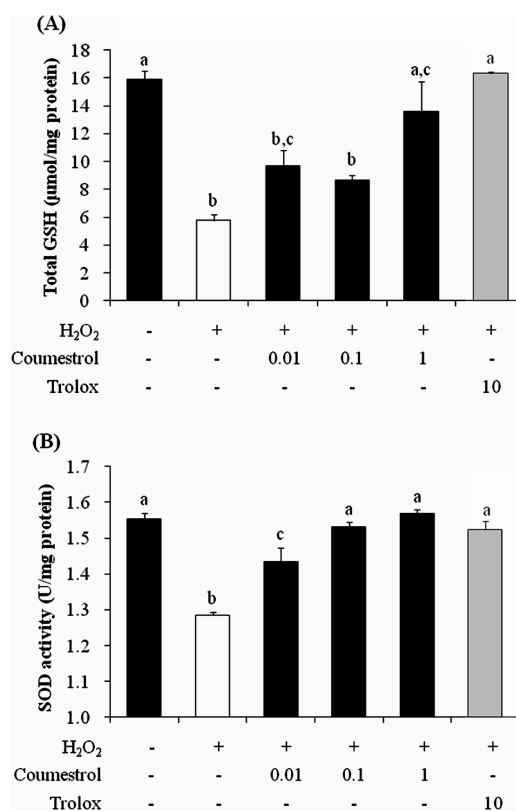 (A)
Total GSH (µmol/mg protein)
18
16
14
12
10
8
6
4
2
0
a
b
b,c
b
a,c
a
H₂O₂ - + + + + +
Coumestrol - - 0.01 0.1 1 -
Trolox - - - - - 10
(B)
SOD activity (U/mg protein)
1.7
1.6
1.5
1.4
1.3
1.2
1.1
1.0
a
b
c
a
a
a
H₂O₂ - + + + + +
Coumestrol - - 0.01 0.1 1 -
Trolox - - - - - 10